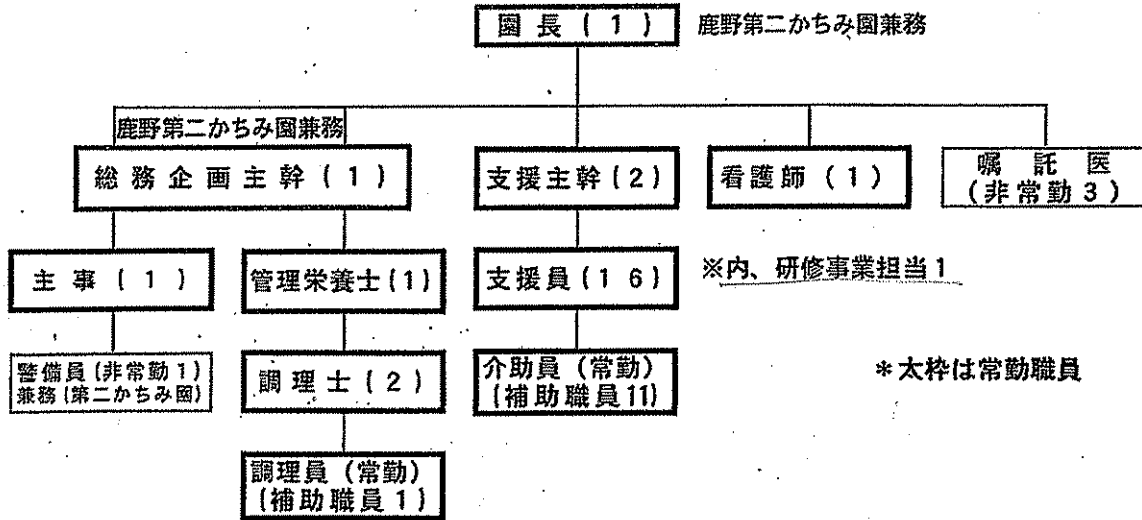 園長(1) 鹿野第二かちみ園兼務
鹿野第二かちみ園兼務
総務企画主幹(1)
支援主幹(2)
看護師(1)
嘱託医
(非常勤3)
主事(1)
管理栄養士(1)
支援員(16)
※内、研修事業担当1
警備員(非常勤1)
兼務(第二かちみ園)
調理士(2)
介助員(常勤)
(補助職員11)
*太枠は常勤職員
調理員(常勤)
(補助職員1)